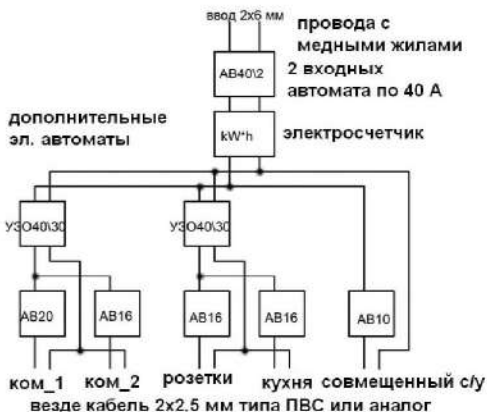 ввод 2х6 мм
провода с
медными жилами
АВ40\2
2 входных
автомата по 40 А
дополнительные
эл. автоматы
kW*h
электросчетчик
УЗО40\30
УЗО40\30
АВ20
АВ16
АВ16
АВ16
АВ10
ком_1
ком_2
розетки
кухня
совмещенный с/у
везде кабель 2х2,5 мм типа ПВС или аналог